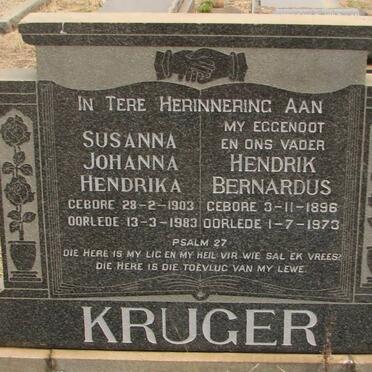 IN TERE HERINNERING AAN
SUSANNA
JOHANNA
HENDRIKA
GEBORE 28-2-1903
OORLEDE 13-3-1983
MY EGGENOOT
EN ONS VADER
HENDRIK
BERNARDUS
GEBORE 3-11-1896
OORLEDE 1-7-1973
PSALM 27
DIE HERE IS MY LIG EN MY HEIL VIR WIE SAL EK VREES?
DIE HERE IS DIE TOEVLUG VAN MY LEWE.
KRUGER